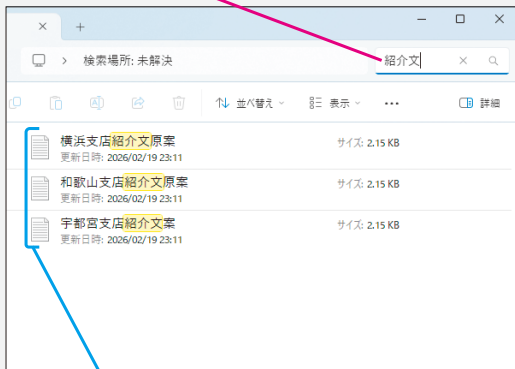 検索場所: 未解決
紹介文
並べ替え
表示
詳細
横浜支店紹介文原案
更新日時: 2026/02/19 23:11
サイズ: 2.15 KB
和歌山支店紹介文原案
更新日時: 2026/02/19 23:11
サイズ: 2.15 KB
宇都宮支店紹介文案
更新日時: 2026/02/19 23:11
サイズ: 2.15 KB